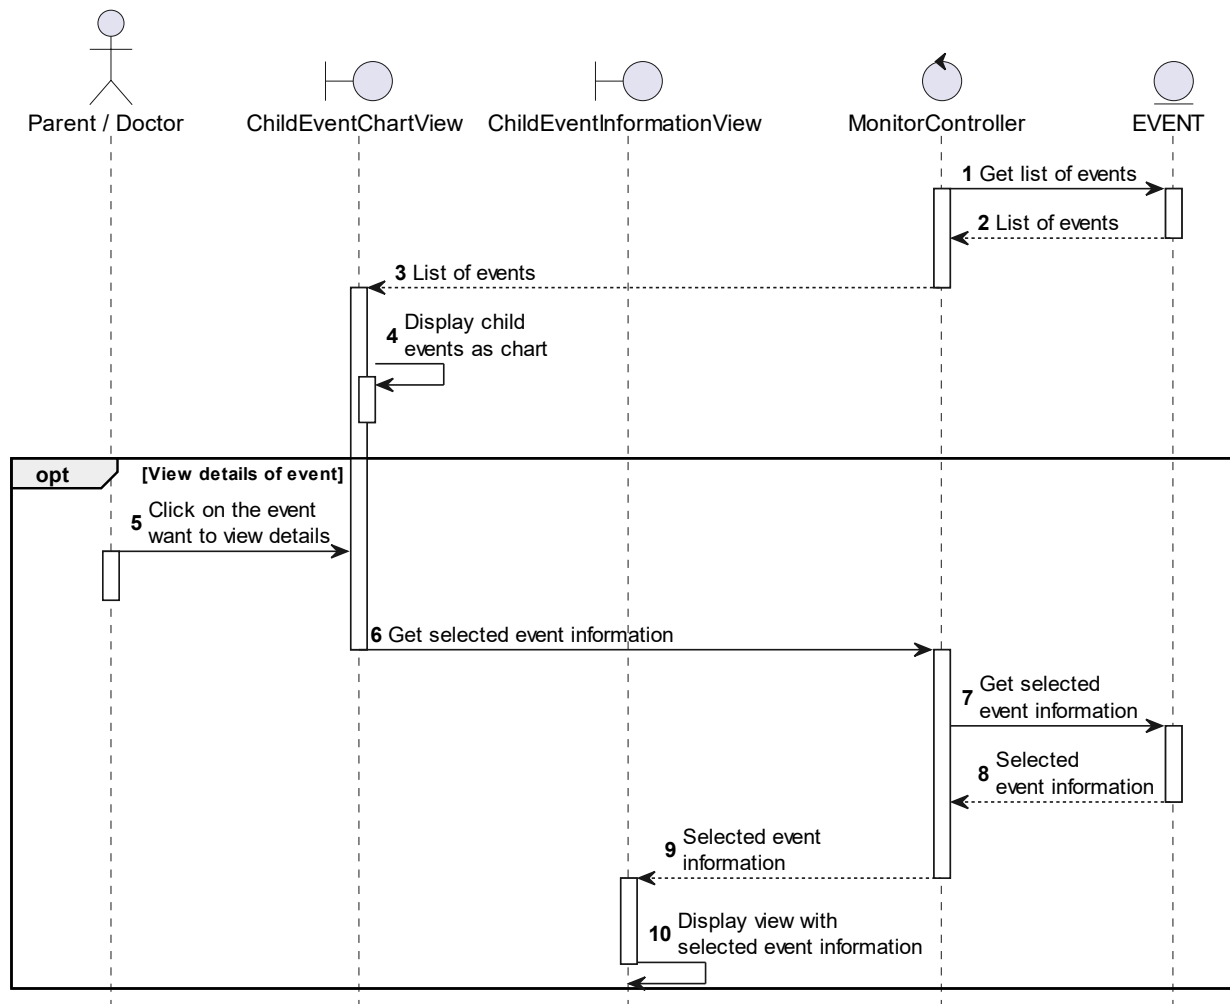 Parent / Doctor
ChildEventChartView
ChildEventInformationView
MonitorController
EVENT
1 Get list of events
2 List of events
3 List of events
4 Display child
events as chart
opt [View details of event]
5 Click on the event
want to view details
6 Get selected event information
7 Get selected
event information
8 Selected
event information
9 Selected event
information
10 Display view with
selected event information